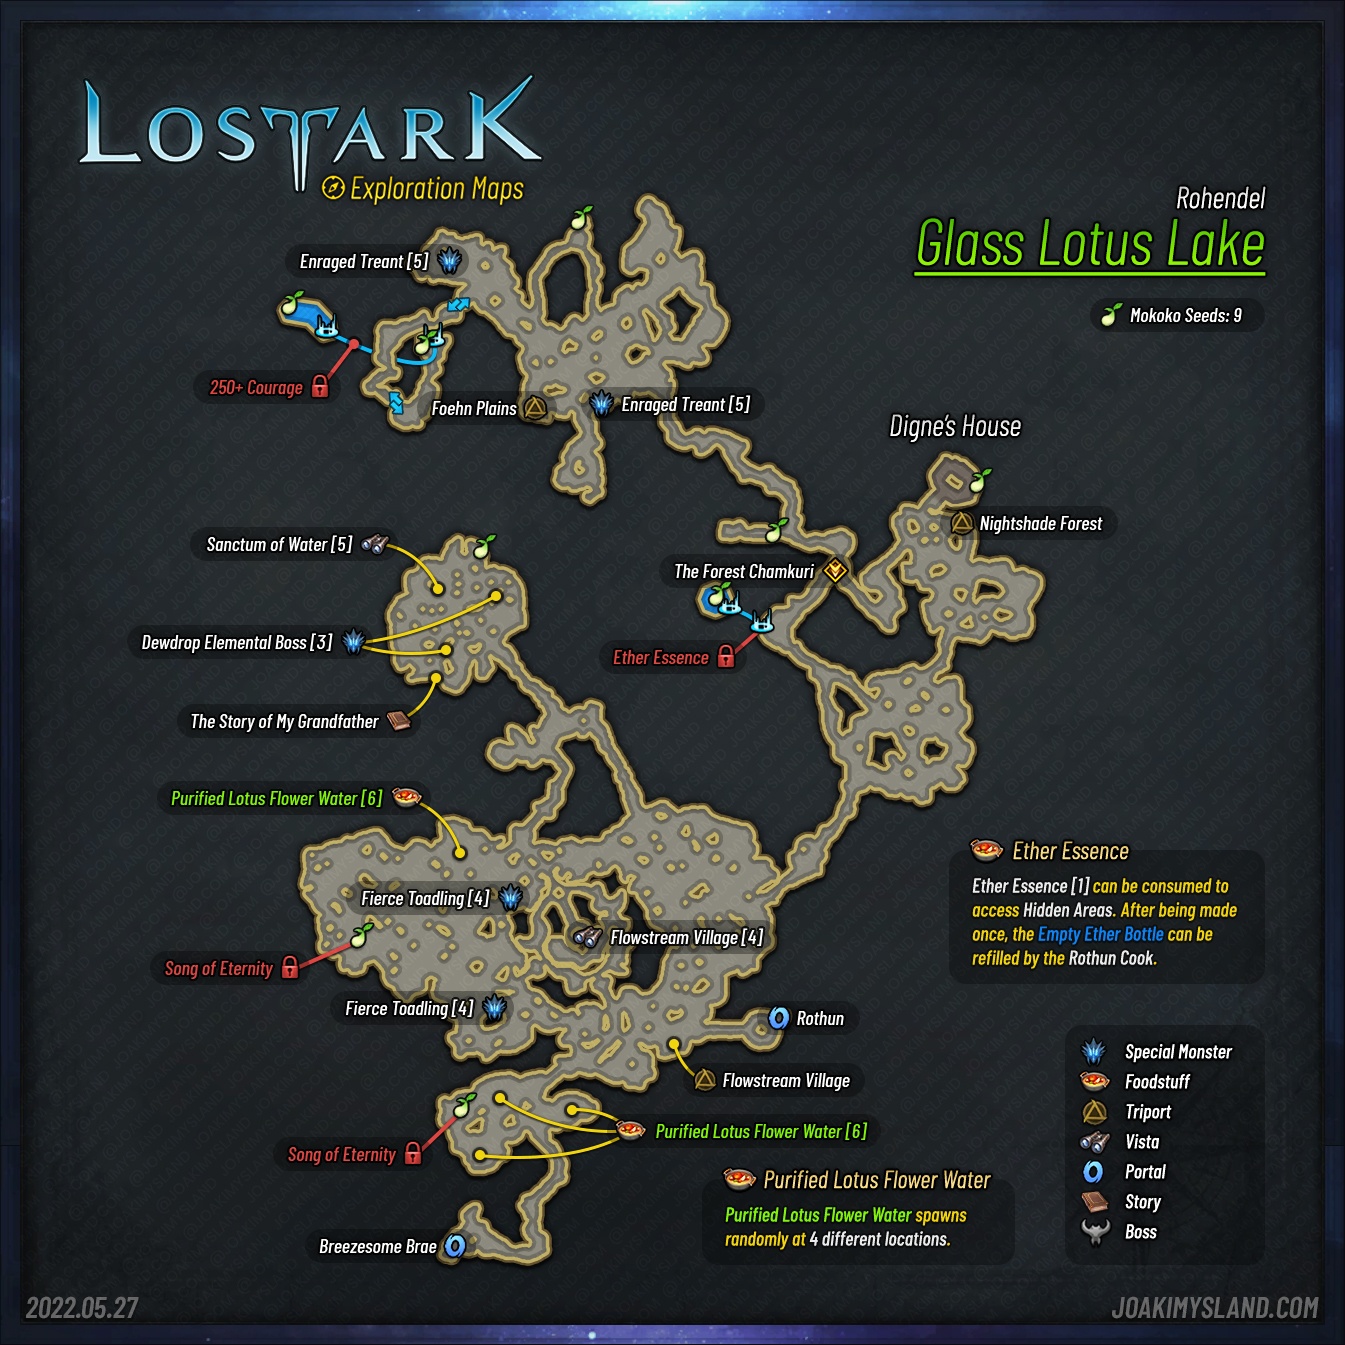 LOSTARK
Exploration Maps
Rohendel
Glass Lotus Lake
Mokoko Seeds: 9
Enraged Treant [5]
250+ Courage
Foehn Plains
Enraged Treant [5]
Digne's House
Nightshade Forest
Sanctum of Water [5]
The Forest Chamkuri
Dewdrop Elemental Boss [3]
Ether Essence
The Story of My Grandfather
Purified Lotus Flower Water [6]
Ether Essence
Ether Essence [1] can be consumed to
access Hidden Areas. After being made
once, the Empty Ether Bottle can be
refilled by the Rothun Cook.
Fierce Toadling [4]
Flowstream Village [4]
Song of Eternity
Fierce Toadling [4]
Rothun
Flowstream Village
Purified Lotus Flower Water [6]
Song of Eternity
Purified Lotus Flower Water
Purified Lotus Flower Water spawns
randomly at 4 different locations.
Breezesome Brae
Special Monster
Foodstuff
Triport
Vista
Portal
Story
Boss
2022.05.27
JOAKIMYSLAND.COM